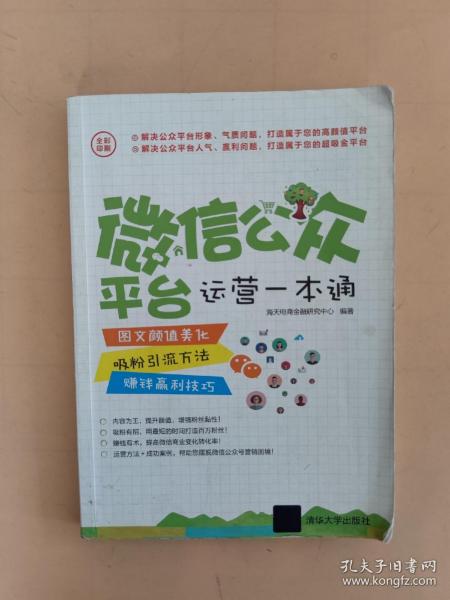 全彩
印刷
解决公众平台形象、气质问题，打造属于您的高颜值平台
解决公众平台人气、赢利问题，打造属于您的超吸金平台
微信公众
平台 运营一本通
海天电商金融研究中心 编著
图文颜值美化
吸粉引流方法
赚钱赢利技巧
内容为王，提升颜值，增强粉丝黏性！
吸粉有招，用最短的时间打造百万粉丝！
赚钱有术，提高微信商业变化转化率！
运营方法+成功案例，帮助您摆脱微信公众号营销困境！
清华大学出版社
孔夫子旧书网
www.kongfz.com